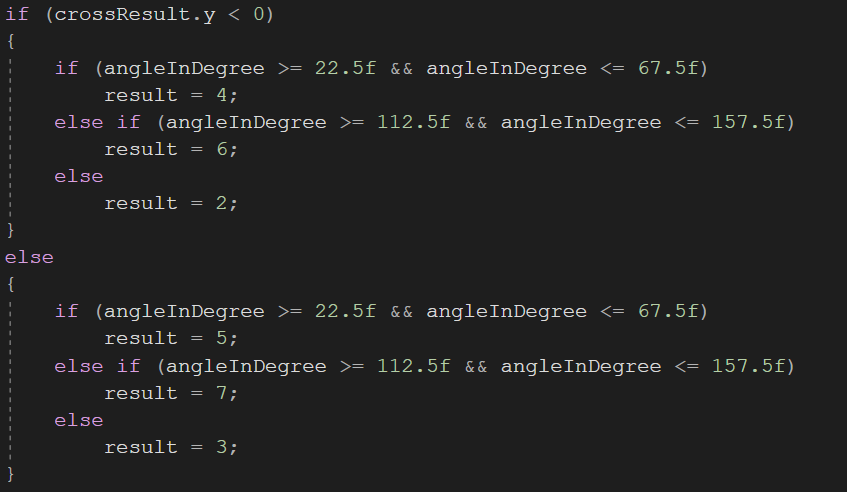 if (crossResult.y < 0)
{
    if (angleInDegree >= 22.5f && angleInDegree <= 67.5f)
        result = 4;
    else if (angleInDegree >= 112.5f && angleInDegree <= 157.5f)
        result = 6;
    else
        result = 2;
}
else
{
    if (angleInDegree >= 22.5f && angleInDegree <= 67.5f)
        result = 5;
    else if (angleInDegree >= 112.5f && angleInDegree <= 157.5f)
        result = 7;
    else
        result = 3;
}